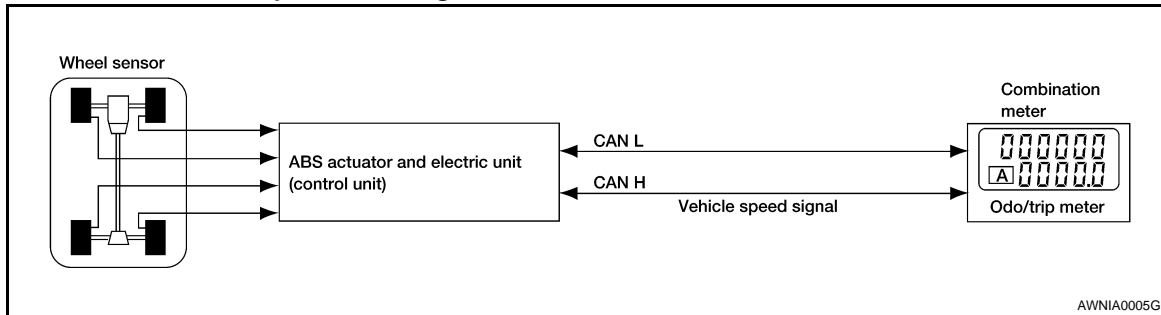 Wheel sensor
ABS actuator and electric unit
(control unit)
CAN L
CAN H
Vehicle speed signal
Combination
meter
000000
A 0000.0
Odo/trip meter
AWNIA0005G